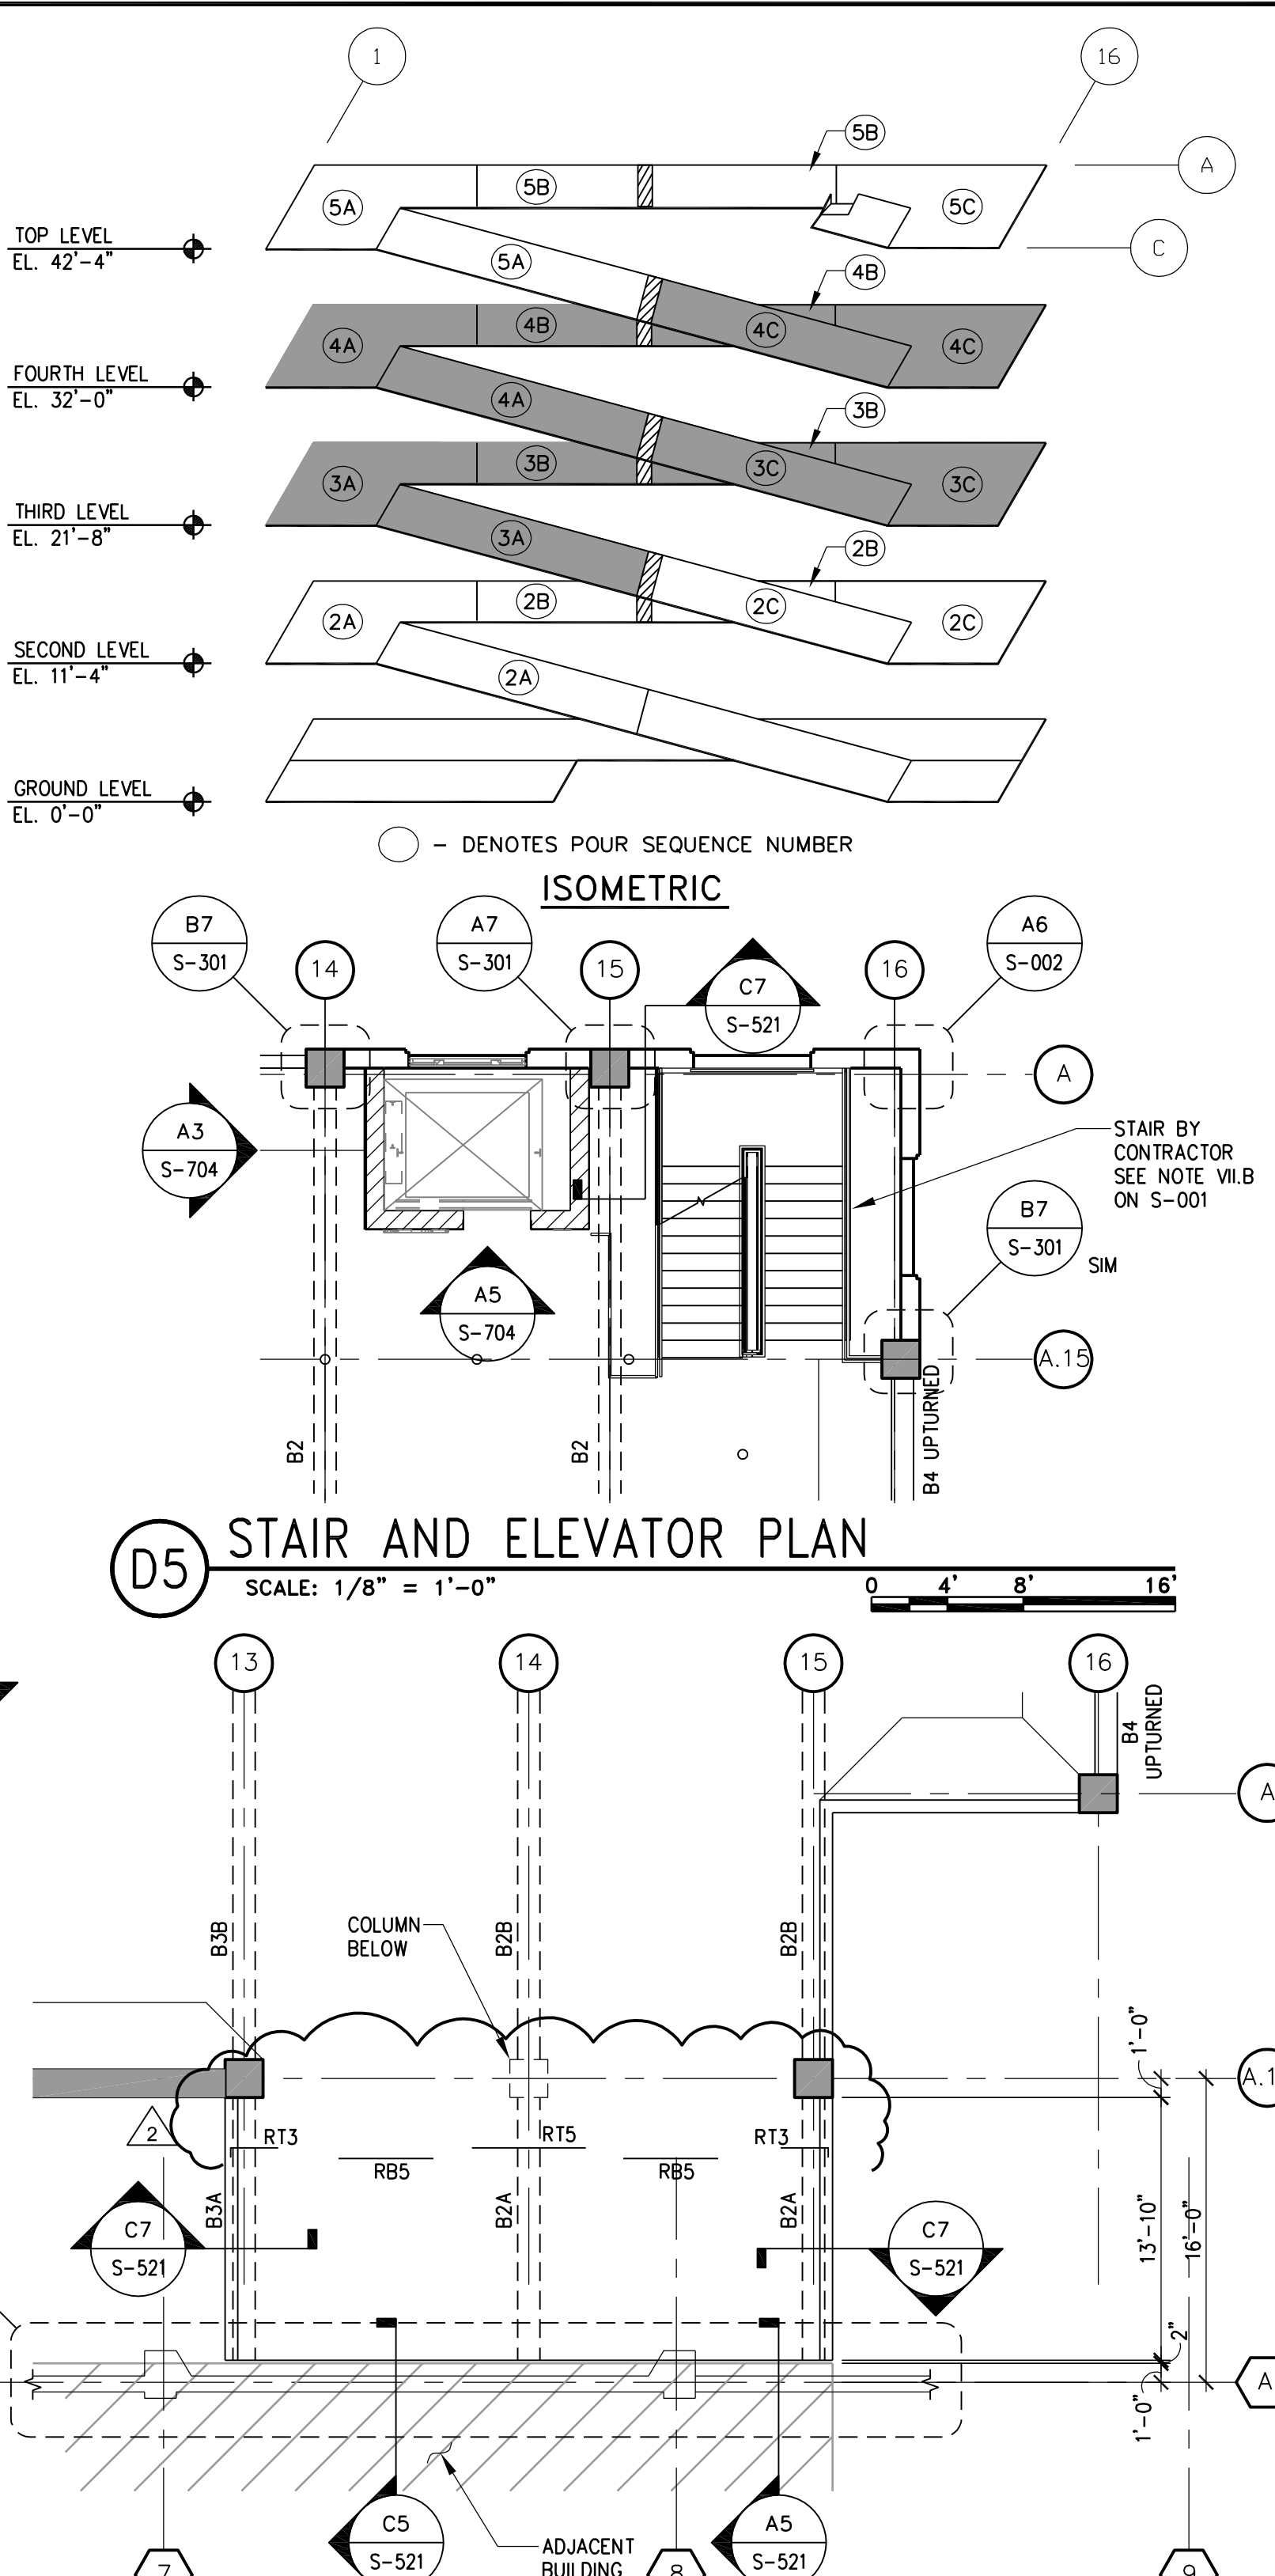 1
16
5B
A
5A
5B
5C
TOP LEVEL
EL. 42'-4"
C
5A
4B
4A
4B
4C
4C
FOURTH LEVEL
EL. 32'-0"
4A
3B
3A
3B
3C
3C
THIRD LEVEL
EL. 21'-8"
3A
2B
2A
2B
2C
2C
SECOND LEVEL
EL. 11'-4"
2A
GROUND LEVEL
EL. 0'-0"
- DENOTES POUR SEQUENCE NUMBER
ISOMETRIC
B7
S-301
A7
S-301
A6
S-002
14
15
16
C7
S-521
A
A3
S-704
STAIR BY
CONTRACTOR
SEE NOTE VII.B
ON S-001
B7
S-301
SIM
A5
S-704
A.15
B2
B2
B4 UPTURNED
D5
STAIR AND ELEVATOR PLAN
SCALE: 1/8" = 1'-0"
0 4' 8' 16'
13
14
15
16
B4
UPTURNED
A
B3B
COLUMN
BELOW
B2B
B2B
1'-0"
A.1
2
RT3
RT5
RT3
RB5
RB5
B3A
B2A
B2A
C7
S-521
C7
S-521
13'-10"
16'-0"
2"
1'-0"
A
C5
S-521
A5
S-521
ADJACENT
BUILDING
7
8
9